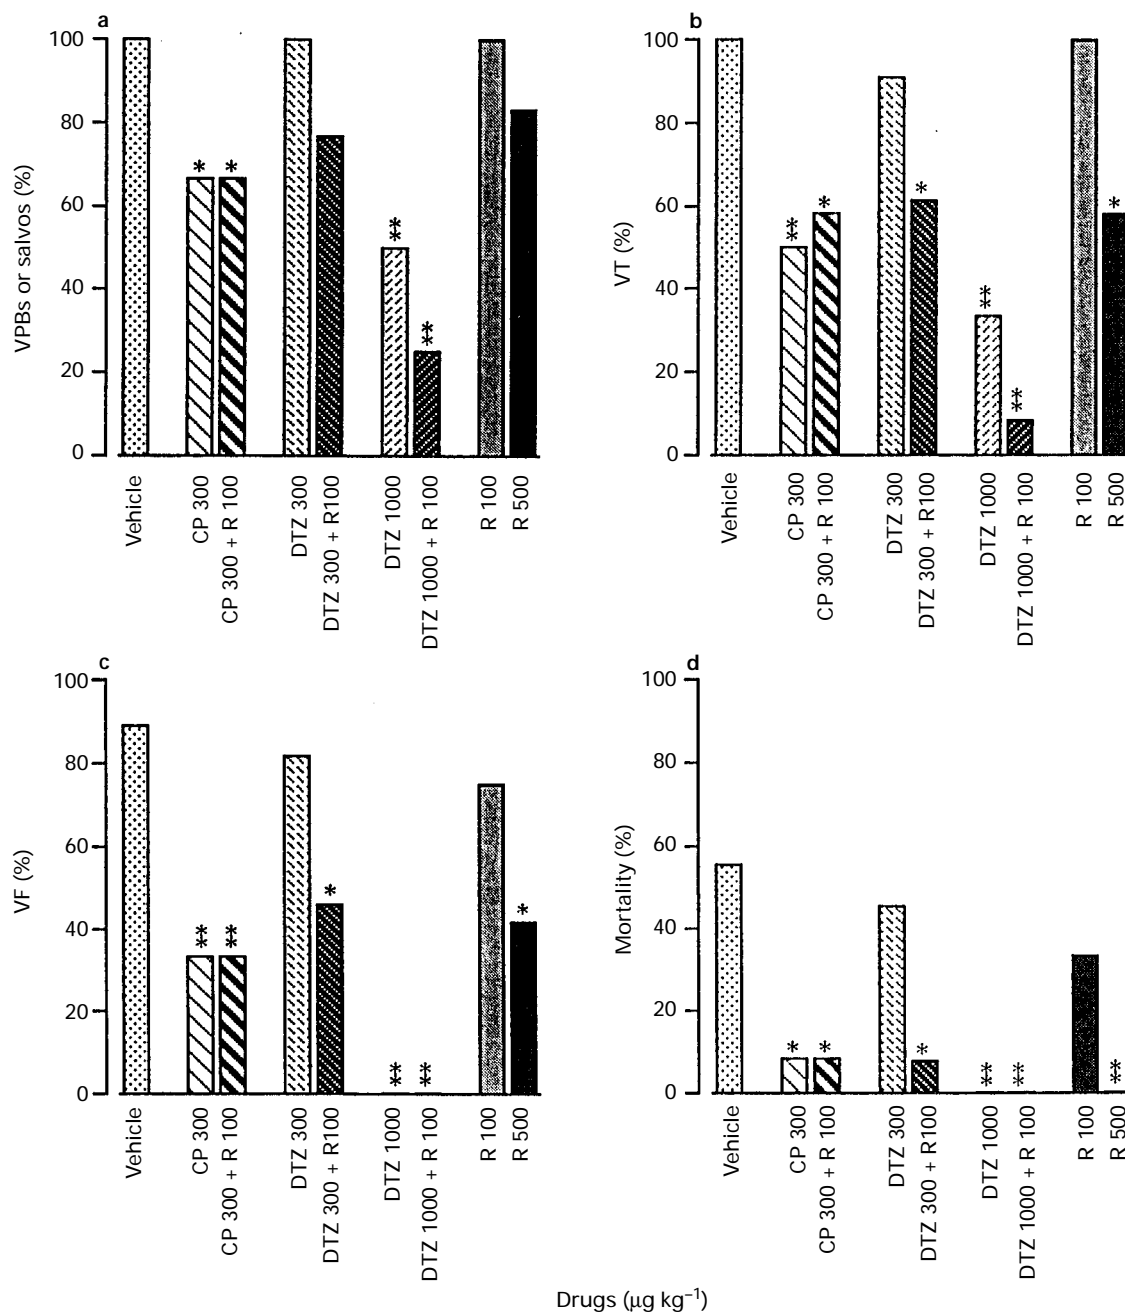 a
100
80
60
40
20
0
VPBs or salvos (%)
* * ** **
Vehicle
CP 300
CP 300 + R 100
DTZ 300
DTZ 300 + R100
DTZ 1000
DTZ 1000 + R 100
R 100
R 500
b
100
80
60
40
20
0
VT (%)
** * * ** ** *
Vehicle
CP 300
CP 300 + R 100
DTZ 300
DTZ 300 + R 100
DTZ 1000
DTZ 1000 + R 100
R 100
R 500
c
100
80
60
40
20
0
VF (%)
** ** * ** ** *
Vehicle
CP 300
CP 300 + R 100
DTZ 300
DTZ 300 + R100
DTZ 1000
DTZ 1000 + R 100
R 100
R 500
d
100
80
60
40
20
0
Mortality (%)
* * * ** ** **
Vehicle
CP 300
CP 300 + R 100
DTZ 300
DTZ 300 + R100
DTZ 1000
DTZ 1000 + R 100
R 100
R 500
Drugs (μg kg⁻¹)